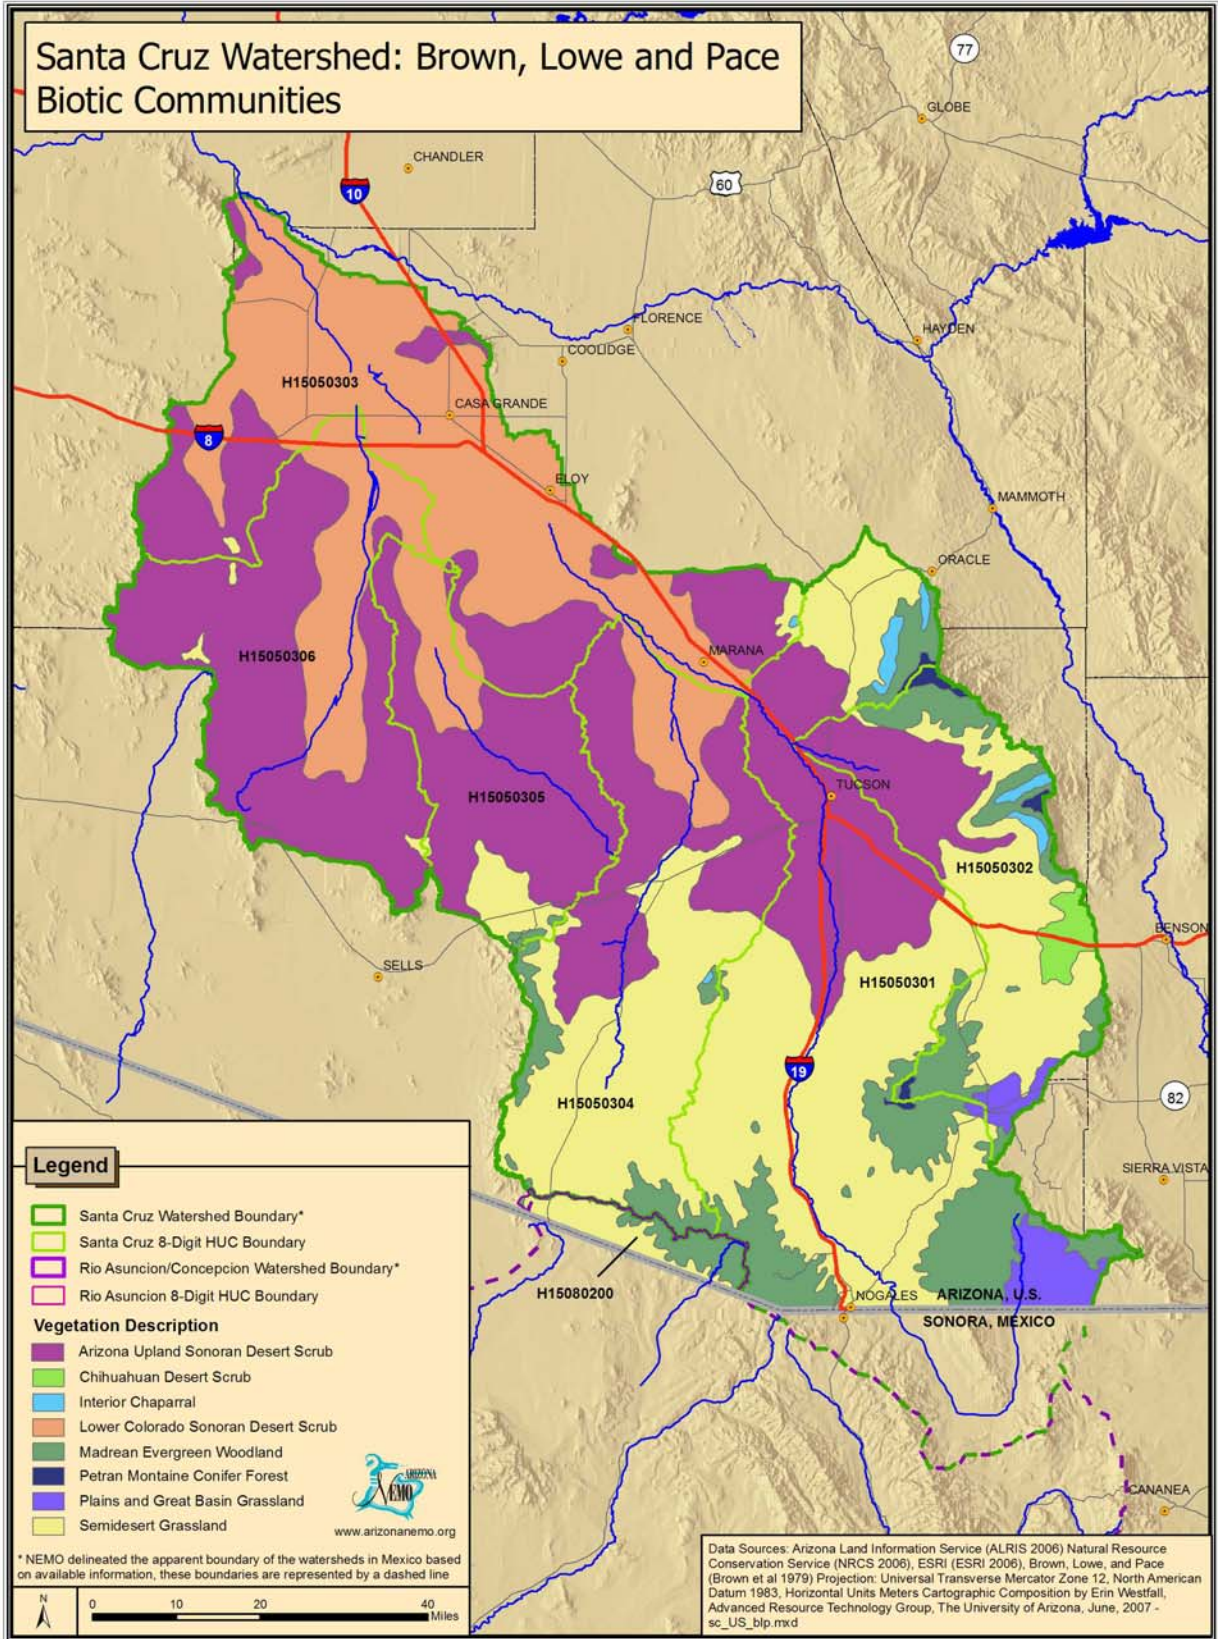 Santa Cruz Watershed: Brown, Lowe and Pace
Biotic Communities
77
GLOBE
CHANDLER
10
60
FLORENCE
HAYDEN
COOLIDGE
H15050303
CASA GRANDE
8
ELOY
MAMMOTH
ORACLE
MARANA
H15050306
TUCSON
H15050305
H15050302
BENSON
SELLS
H15050301
19
82
H15050304
SIERRA VISTA
H15080200
NOGALES
ARIZONA, U.S.
SONORA, MEXICO
CANANEA
Legend
Santa Cruz Watershed Boundary*
Santa Cruz 8-Digit HUC Boundary
Rio Asuncion/Concepcion Watershed Boundary*
Rio Asuncion 8-Digit HUC Boundary
Vegetation Description
Arizona Upland Sonoran Desert Scrub
Chihuahuan Desert Scrub
Interior Chaparral
Lower Colorado Sonoran Desert Scrub
Madrean Evergreen Woodland
Petran Montaine Conifer Forest
Plains and Great Basin Grassland
Semidesert Grassland
ARIZONA
NEMO
www.arizonanemo.org
* NEMO delineated the apparent boundary of the watersheds in Mexico based
on available information, these boundaries are represented by a dashed line
N
0 10 20 40
Miles
Data Sources: Arizona Land Information Service (ALRIS 2006) Natural Resource
Conservation Service (NRCS 2006), ESRI (ESRI 2006), Brown, Lowe, and Pace
(Brown et al 1979) Projection: Universal Transverse Mercator Zone 12, North American
Datum 1983, Horizontal Units Meters Cartographic Composition by Erin Westfall,
Advanced Resource Technology Group, The University of Arizona, June, 2007 -
sc_US_blp.mxd